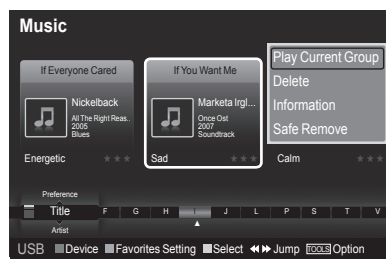 Music
If Everyone Cared
Nickelback
All The Right Reas..
2005
Blues
Energetic
If You Want Me
Marketa Irgl...
Once Ost
2007
Soundtrack
Sad
Play Current Group
Delete
Information
Safe Remove
Calm
Preference
Title F G H I J L P S T V
Artist
USB Device Favorites Setting Select Jump TOOLS Option